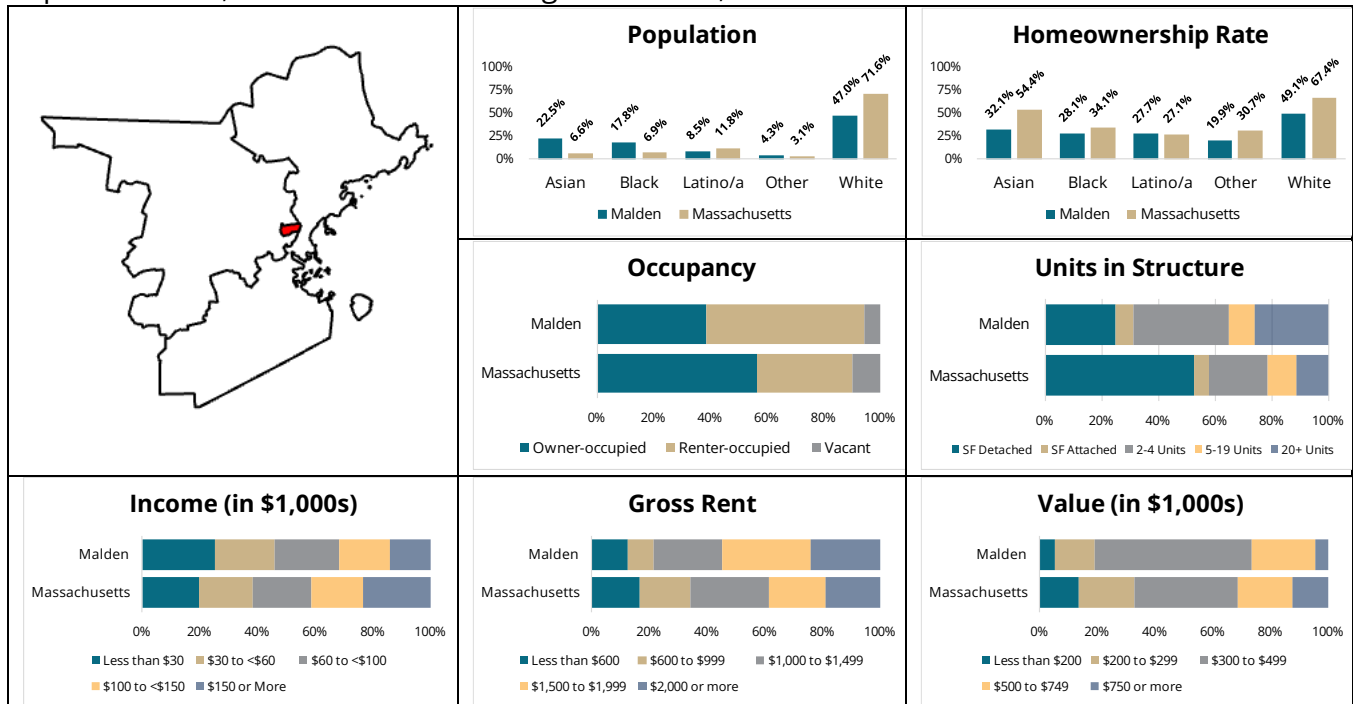 Population
100%
75%
50%
25%
0%
22.5% 6.6% 17.8% 6.9% 8.5% 11.8% 4.3% 3.1% 47.0% 71.6%
Asian Black Latino/a Other White
Malden Massachusetts
Homeownership Rate
100%
75%
50%
25%
0%
32.1% 54.4% 28.1% 34.1% 27.7% 27.1% 19.9% 30.7% 49.1% 67.4%
Asian Black Latino/a Other White
Malden Massachusetts
Occupancy
Malden
Massachusetts
0% 20% 40% 60% 80% 100%
Owner-occupied Renter-occupied Vacant
Units in Structure
Malden
Massachusetts
0% 20% 40% 60% 80% 100%
SF Detached SF Attached 2-4 Units 5-19 Units 20+ Units
Income (in $1,000s)
Malden
Massachusetts
0% 20% 40% 60% 80% 100%
Less than $30 $30 to <$60 $60 to <$100
$100 to <$150 $150 or More
Gross Rent
Malden
Massachusetts
0% 20% 40% 60% 80% 100%
Less than $600 $600 to $999 $1,000 to $1,499
$1,500 to $1,999 $2,000 or more
Value (in $1,000s)
Malden
Massachusetts
0% 20% 40% 60% 80% 100%
Less than $200 $200 to $299 $300 to $499
$500 to $749 $750 or more